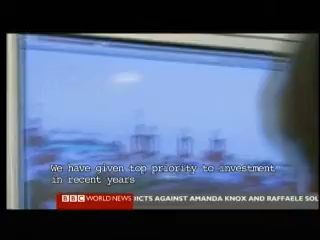 We have given top priority to investment
in recent years
BBC WORLD NEWS ICTS AGAINST AMANDA KNOX AND RAFFAELE SOL